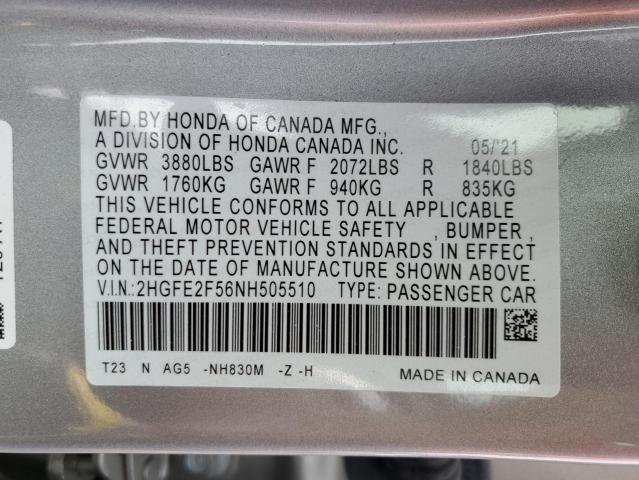 MFD.BY HONDA OF CANADA MFG.,
A DIVISION OF HONDA CANADA INC. 05/'21
GVWR 3880LBS GAWR F 2072LBS R 1840LBS
GVWR 1760KG GAWR F 940KG R 835KG
THIS VEHICLE CONFORMS TO ALL APPLICABLE
FEDERAL MOTOR VEHICLE SAFETY , BUMPER ,
AND THEFT PREVENTION STANDARDS IN EFFECT
ON THE DATE OF MANUFACTURE SHOWN ABOVE.
V.I.N.:2HGFE2F56NH505510 TYPE: PASSENGER CAR
T23 N AG5 -NH830M -Z -H MADE IN CANADA